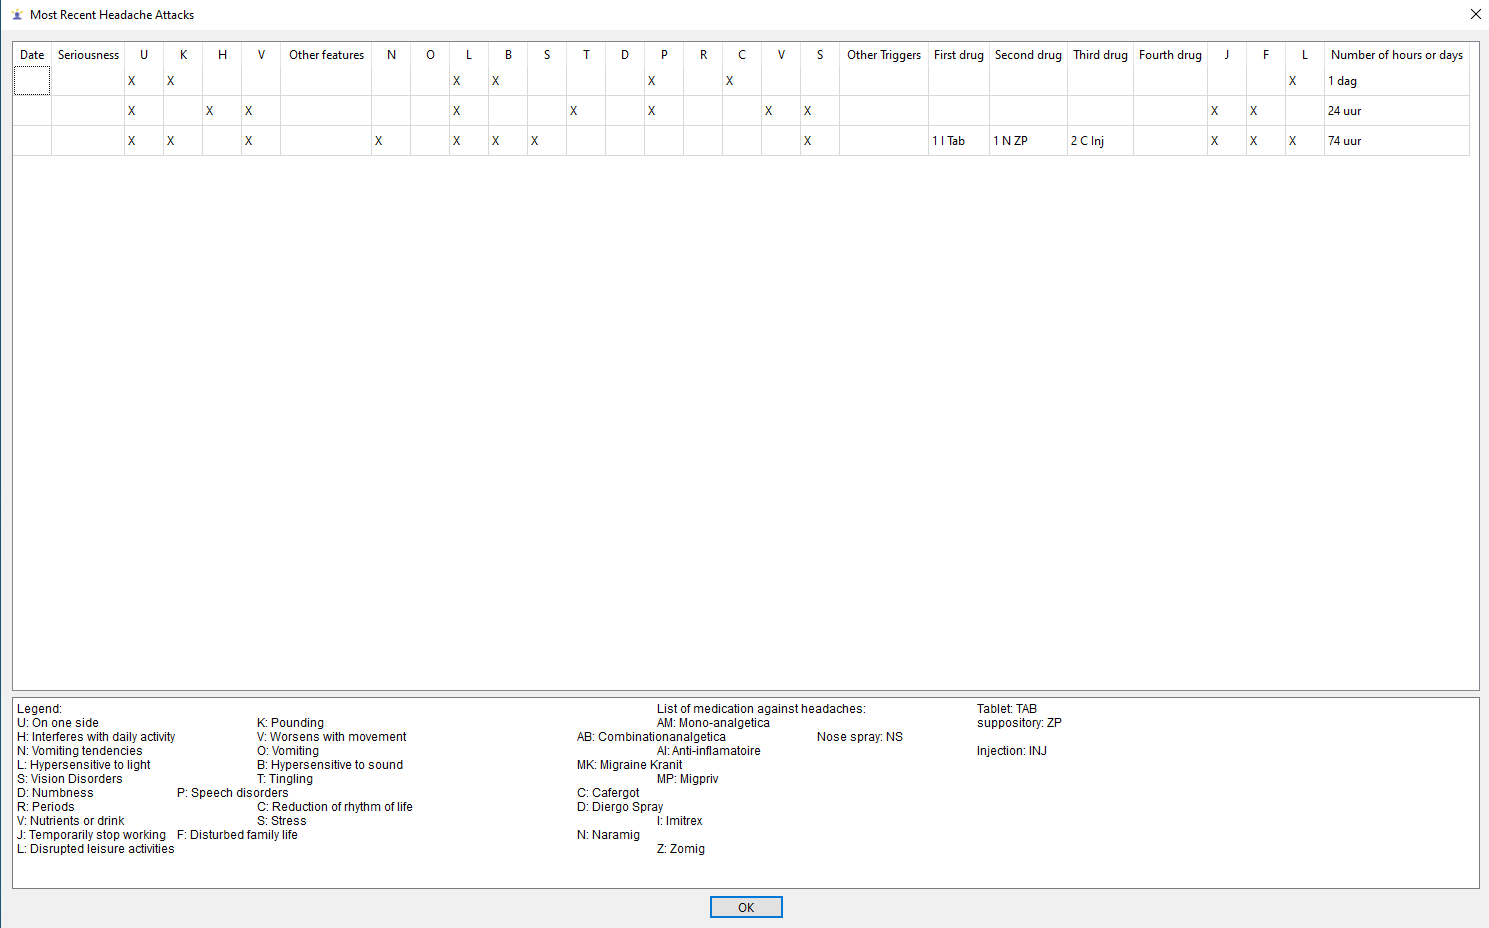 Most Recent Headache Attacks
Date Seriousness U K H V Other features N O L B S T D P R C V S Other Triggers First drug Second drug Third drug Fourth drug J F L Number of hours or days
X X X X X X X 1 dag
X X X X T X X X X X 24 uur
X X X X X X X X 1 I Tab 1 N ZP 2 C Inj X X X 74 uur
Legend: List of medication against headaches: Tablet: TAB
U: On one side K: Pounding AM: Mono-analgetica suppository: ZP
H: Interferes with daily activity V: Worsens with movement AB: Combinationanalgetica Nose spray: NS
N: Vomiting tendencies O: Vomiting AI: Anti-inflamatoire Injection: INJ
L: Hypersensitive to light B: Hypersensitive to sound MK: Migraine Kranit
S: Vision Disorders T: Tingling MP: Migpriv
D: Numbness P: Speech disorders C: Cafergot
R: Periods C: Reduction of rhythm of life D: Diergo Spray
V: Nutrients or drink S: Stress I: Imitrex
J: Temporarily stop working F: Disturbed family life N: Naramig
L: Disrupted leisure activities Z: Zomig
OK